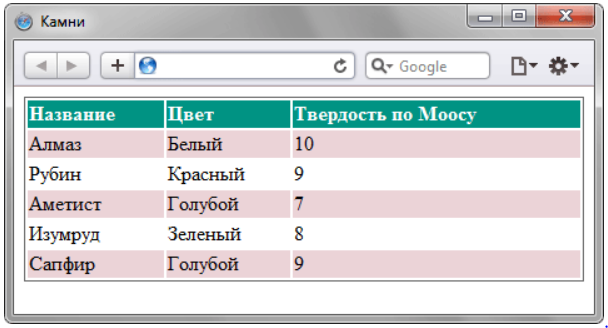 Камни
Google
Название Цвет Твердость по Моосу
Алмаз Белый 10
Рубин Красный 9
Аметист Голубой 7
Изумруд Зеленый 8
Сапфир Голубой 9